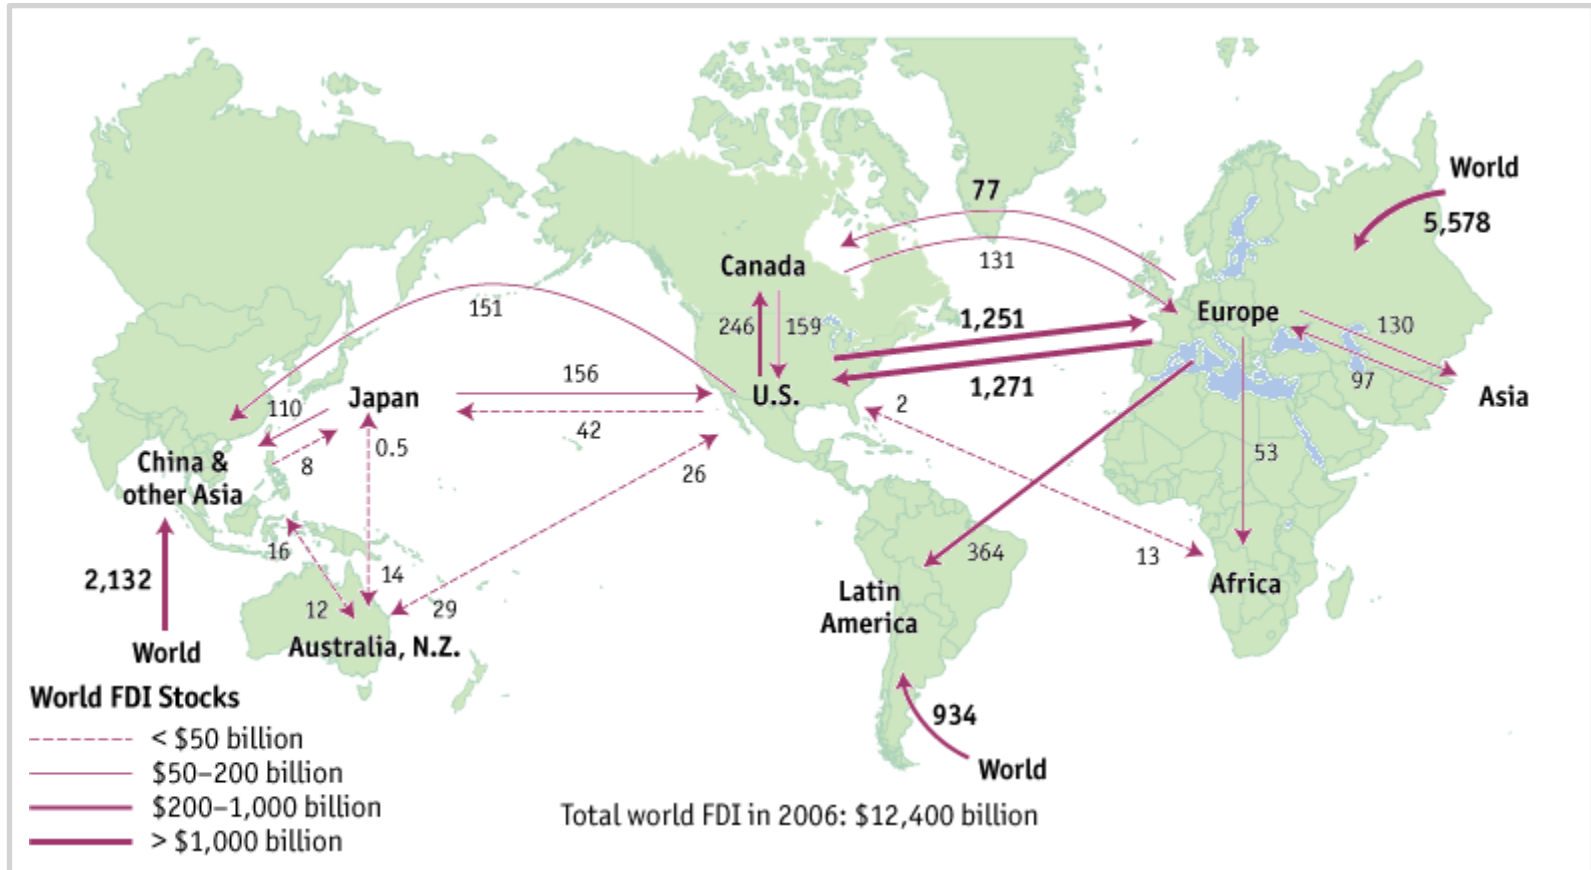 World
5,578
77
131
Canada
151
246
159
1,251
1,271
Europe
130
97
Asia
156
42
U.S.
2
Japan
110
0.5
8
26
53
China &
other Asia
16
14
12
29
2,132
World
Australia, N.Z.
364
13
Africa
Latin
America
934
World
World FDI Stocks
< $50 billion
$50–200 billion
$200–1,000 billion
> $1,000 billion
Total world FDI in 2006: $12,400 billion